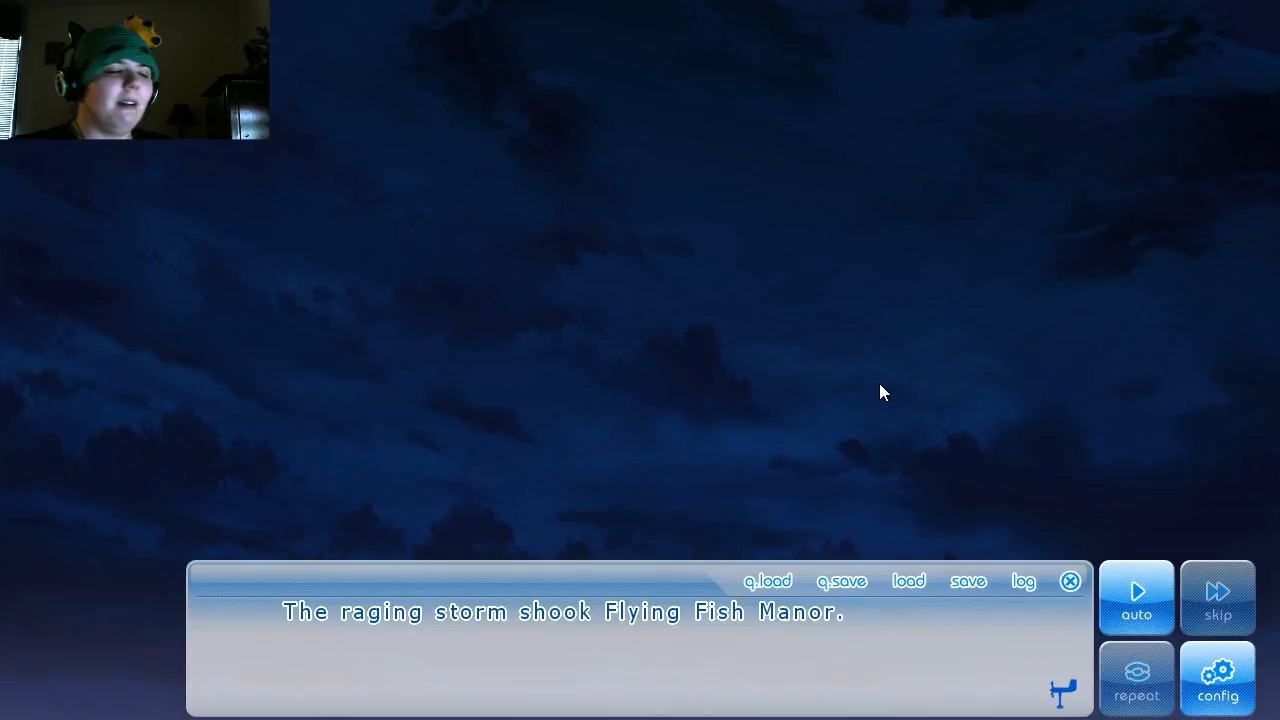 q.load q.save load save log
The raging storm shook Flying Fish Manor.
auto skip
repeat config